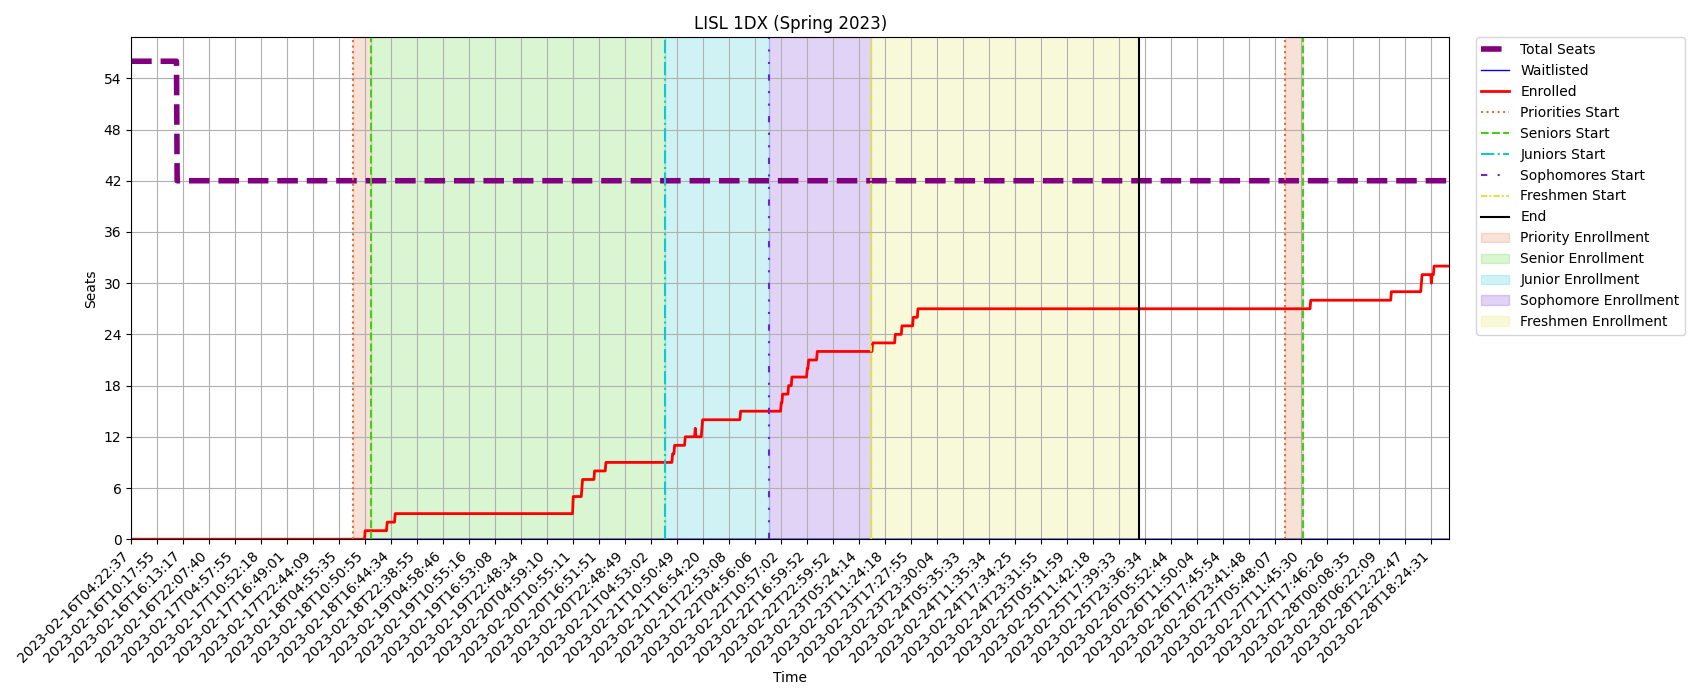 LISL 1DX (Spring 2023)
Seats
54
48
42
36
30
24
18
12
6
0
2023-02-16T04:22:37
2023-02-16T10:17:55
2023-02-16T16:13:17
2023-02-16T22:07:40
2023-02-17T04:57:55
2023-02-17T10:52:18
2023-02-17T16:49:01
2023-02-17T22:44:09
2023-02-18T04:55:35
2023-02-18T10:50:55
2023-02-18T16:44:34
2023-02-18T22:38:55
2023-02-19T04:58:46
2023-02-19T10:55:16
2023-02-19T16:53:08
2023-02-19T22:48:34
2023-02-20T04:59:10
2023-02-20T10:55:11
2023-02-20T16:51:51
2023-02-20T22:48:49
2023-02-21T04:53:02
2023-02-21T10:50:49
2023-02-21T16:54:20
2023-02-21T22:53:08
2023-02-22T04:56:06
2023-02-22T10:57:02
2023-02-22T16:59:52
2023-02-22T22:59:52
2023-02-23T05:24:14
2023-02-23T11:24:18
2023-02-23T17:27:55
2023-02-23T23:30:04
2023-02-24T05:35:33
2023-02-24T11:35:34
2023-02-24T17:34:25
2023-02-24T23:31:55
2023-02-25T05:41:59
2023-02-25T11:42:18
2023-02-25T17:39:33
2023-02-25T23:36:34
2023-02-26T05:52:44
2023-02-26T11:50:04
2023-02-26T17:45:54
2023-02-26T23:41:48
2023-02-27T05:48:07
2023-02-27T11:45:30
2023-02-27T17:46:26
2023-02-28T00:08:35
2023-02-28T06:22:09
2023-02-28T12:22:47
2023-02-28T18:24:31
Time
Total Seats
Waitlisted
Enrolled
Priorities Start
Seniors Start
Juniors Start
Sophomores Start
Freshmen Start
End
Priority Enrollment
Senior Enrollment
Junior Enrollment
Sophomore Enrollment
Freshmen Enrollment